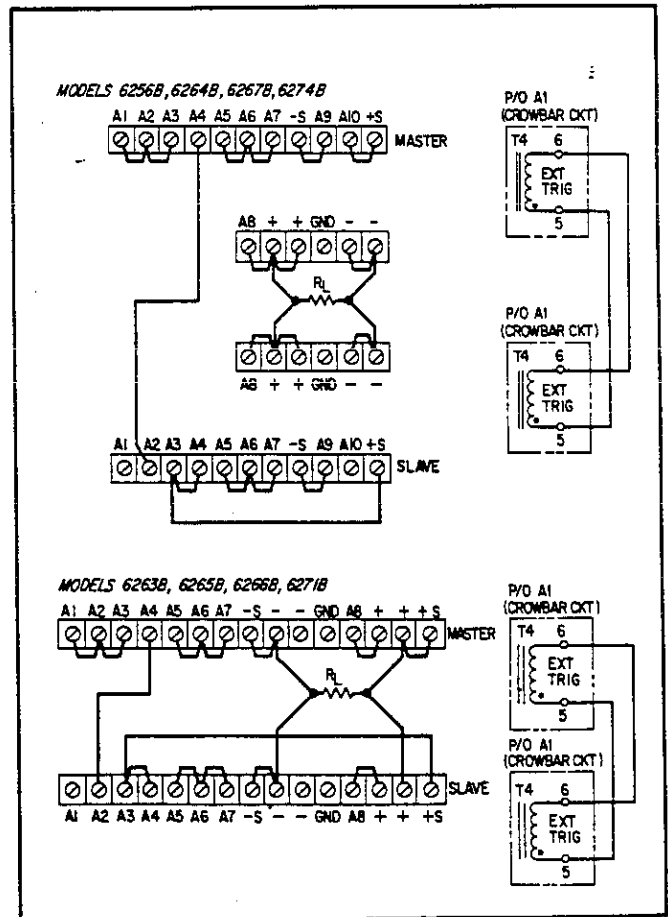 MODELS 6256B, 6264B, 6267B, 6274B
A1 A2 A3 A4 A5 A6 A7 -S A9 A10 +S
MASTER
P/O A1
(CROWBAR CKT)
T4 6
EXT
TRIG
5
A8 + + GND - -
RL
A8 + + GND - -
P/O A1
(CROWBAR CKT)
T4 6
EXT
TRIG
5
A1 A2 A3 A4 A5 A6 A7 -S A9 A10 +S
SLAVE
MODELS 6263B, 6265B, 6266B, 6271B
A1 A2 A3 A4 A5 A6 A7 -S - - GND A8 + + +S
MASTER
P/O A1
(CROWBAR CKT)
T4 6
EXT
TRIG
5
RL
SLAVE
A1 A2 A3 A4 A5 A6 A7 -S - - GND A8 + + +S
P/O A1
(CROWBAR CKT)
T4 6
EXT
TRIG
5